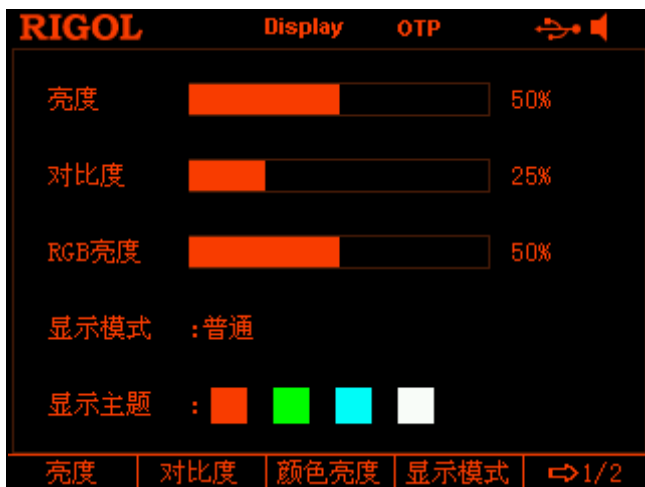 RIGOL Display OTP
亮度 50%
对比度 25%
RGB亮度 50%
显示模式 :普通
显示主题 :
亮度 对比度 颜色亮度 显示模式 ⇨1/2